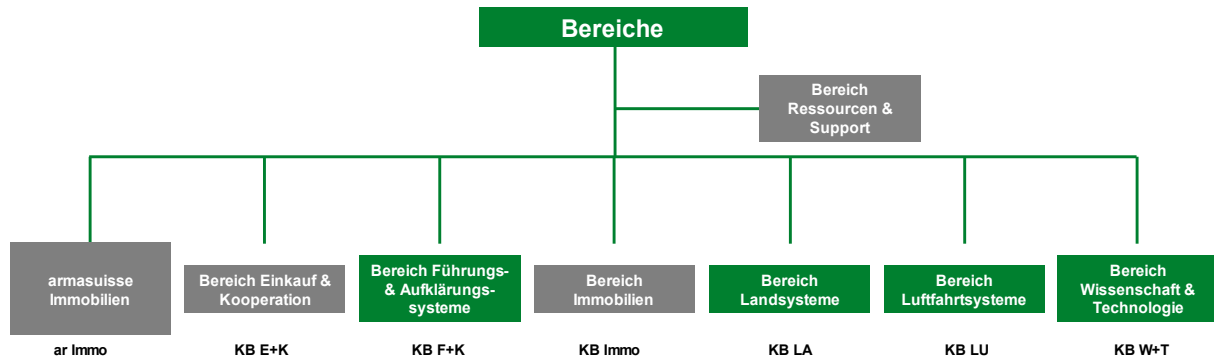 Bereiche
Bereich
Ressourcen &
Support
armasuisse
Immobilien
Bereich Einkauf &
Kooperation
Bereich Führungs-
& Aufklärungs-
systeme
Bereich
Immobilien
Bereich
Landsysteme
Bereich
Luftfahrtsysteme
Bereich
Wissenschaft &
Technologie
ar Immo
KB E+K
KB F+K
KB Immo
KB LA
KB LU
KB W+T